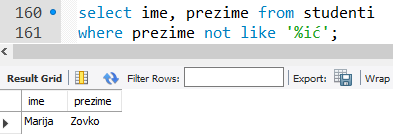 160 select ime, prezime from studenti
161 where prezime not like '%ić';
Result Grid Filter Rows: Export: Wrap
ime prezime
Marija Zovko